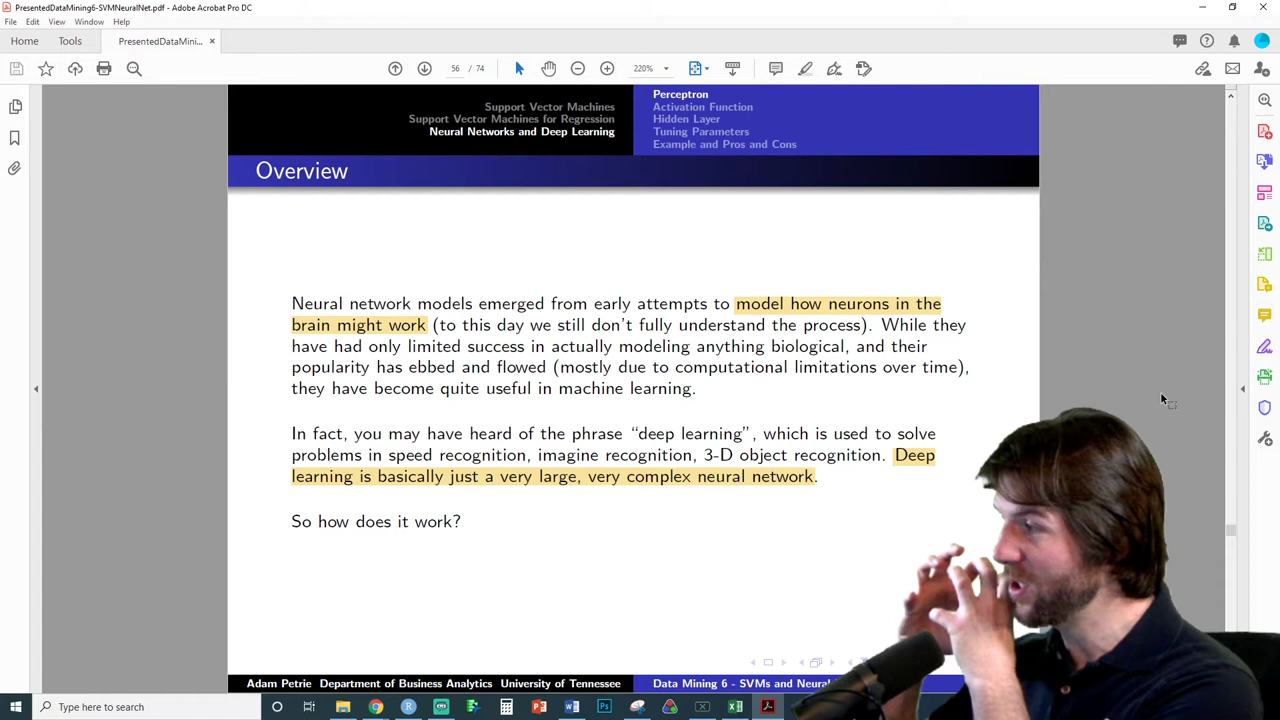 PresentedDataMining6-SVMNeuralNet.pdf - Adobe Acrobat Pro DC
File Edit View Window Help
Home Tools PresentedDataMini... ×
56 / 74 220%
Support Vector Machines
Support Vector Machines for Regression
Neural Networks and Deep Learning
Perceptron
Activation Function
Hidden Layer
Tuning Parameters
Example and Pros and Cons
Overview
Neural network models emerged from early attempts to model how neurons in the
brain might work (to this day we still don't fully understand the process). While they
have had only limited success in actually modeling anything biological, and their
popularity has ebbed and flowed (mostly due to computational limitations over time),
they have become quite useful in machine learning.
In fact, you may have heard of the phrase “deep learning”, which is used to solve
problems in speed recognition, imagine recognition, 3-D object recognition. Deep
learning is basically just a very large, very complex neural network.
So how does it work?
Adam Petrie Department of Business Analytics University of Tennessee
Data Mining 6 - SVMs and Neural
Type here to search